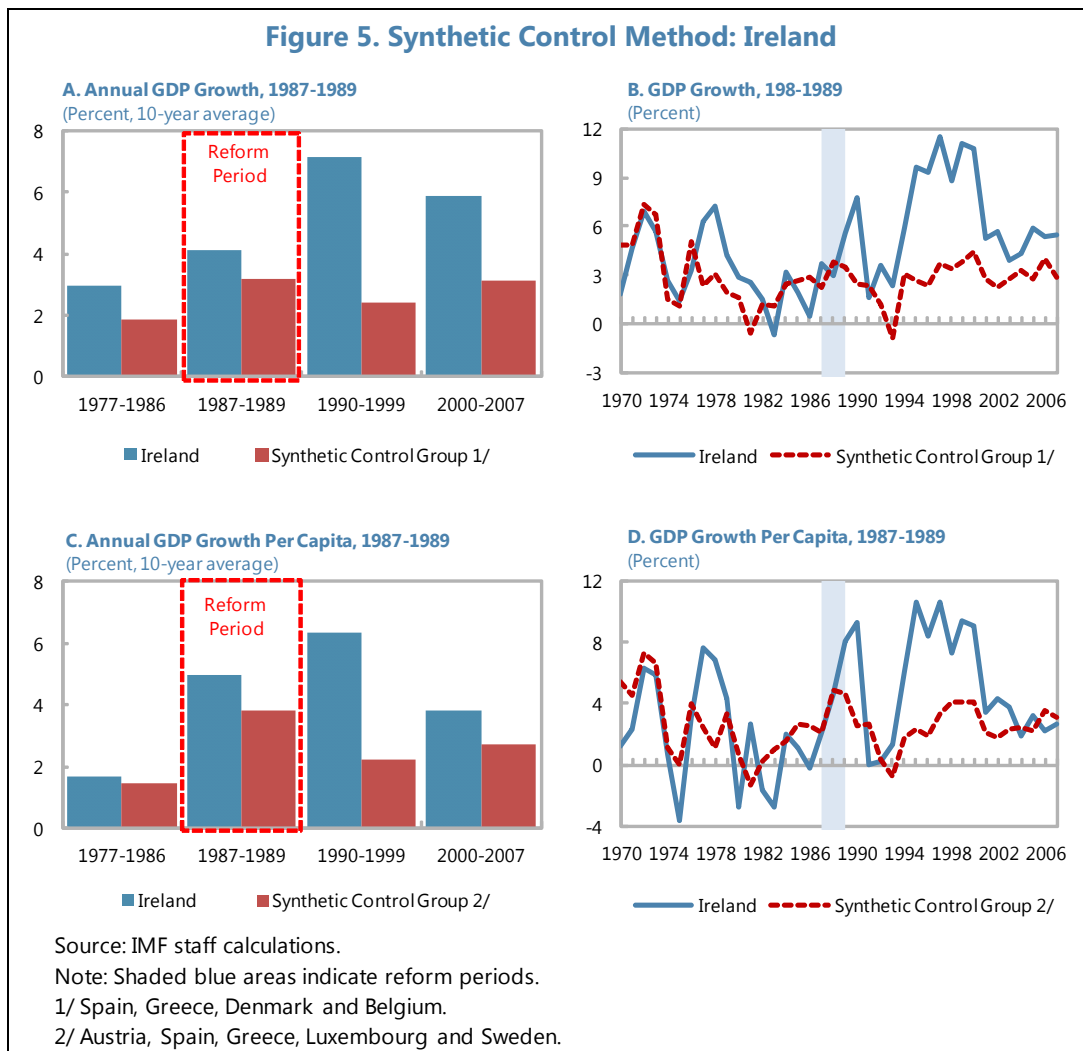 Figure 5. Synthetic Control Method: Ireland
A. Annual GDP Growth, 1987-1989
(Percent, 10-year average)
8
6
4
2
0
Reform
Period
1977-1986 1987-1989 1990-1999 2000-2007
Ireland Synthetic Control Group 1/
B. GDP Growth, 198-1989
(Percent)
12
9
6
3
0
-3
1970 1974 1978 1982 1986 1990 1994 1998 2002 2006
Ireland Synthetic Control Group 1/
C. Annual GDP Growth Per Capita, 1987-1989
(Percent, 10-year average)
8
6
4
2
0
Reform
Period
1977-1986 1987-1989 1990-1999 2000-2007
Ireland Synthetic Control Group 2/
D. GDP Growth Per Capita, 1987-1989
(Percent)
12
8
4
0
-4
1970 1974 1978 1982 1986 1990 1994 1998 2002 2006
Ireland Synthetic Control Group 2/
Source: IMF staff calculations.
Note: Shaded blue areas indicate reform periods.
1/ Spain, Greece, Denmark and Belgium.
2/ Austria, Spain, Greece, Luxembourg and Sweden.